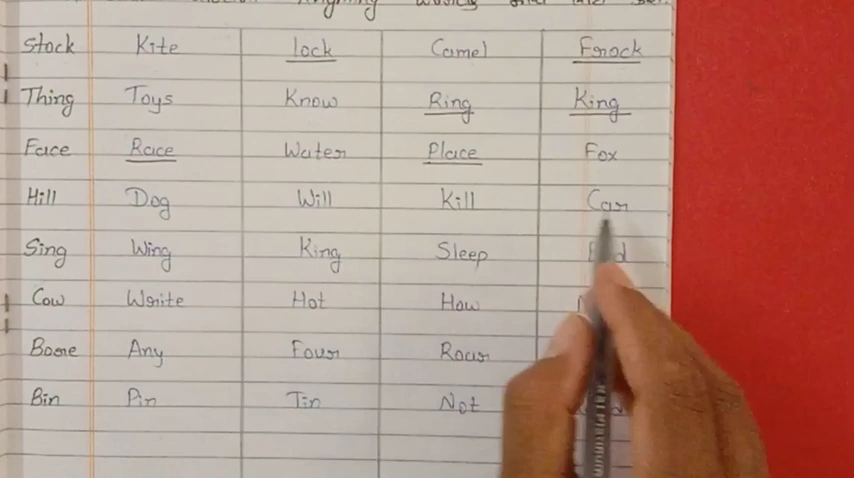 Stock Kite lock Camel Frock
Thing Toys Know Ring King
Face Race Water Place Fox
Hill Dog Will Kill Car
Sing Wing King Sleep
Cow Write Hot How
Bore Any Four Roar
Bin Pin Tin Not